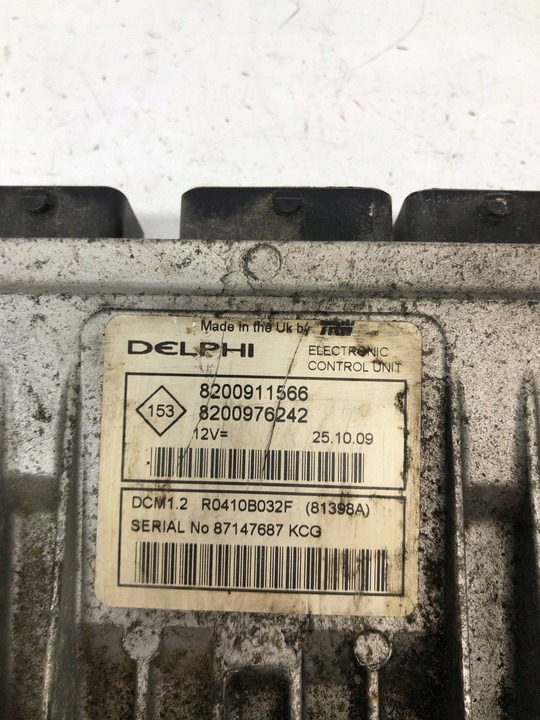 Made in the Uk by TRW
DELPHI
ELECTRONIC
CONTROL UNIT
153
8200911566
8200976242
12V= 25.10.09
DCM1.2 R0410B032F (81398A)
SERIAL No 87147687 KCG